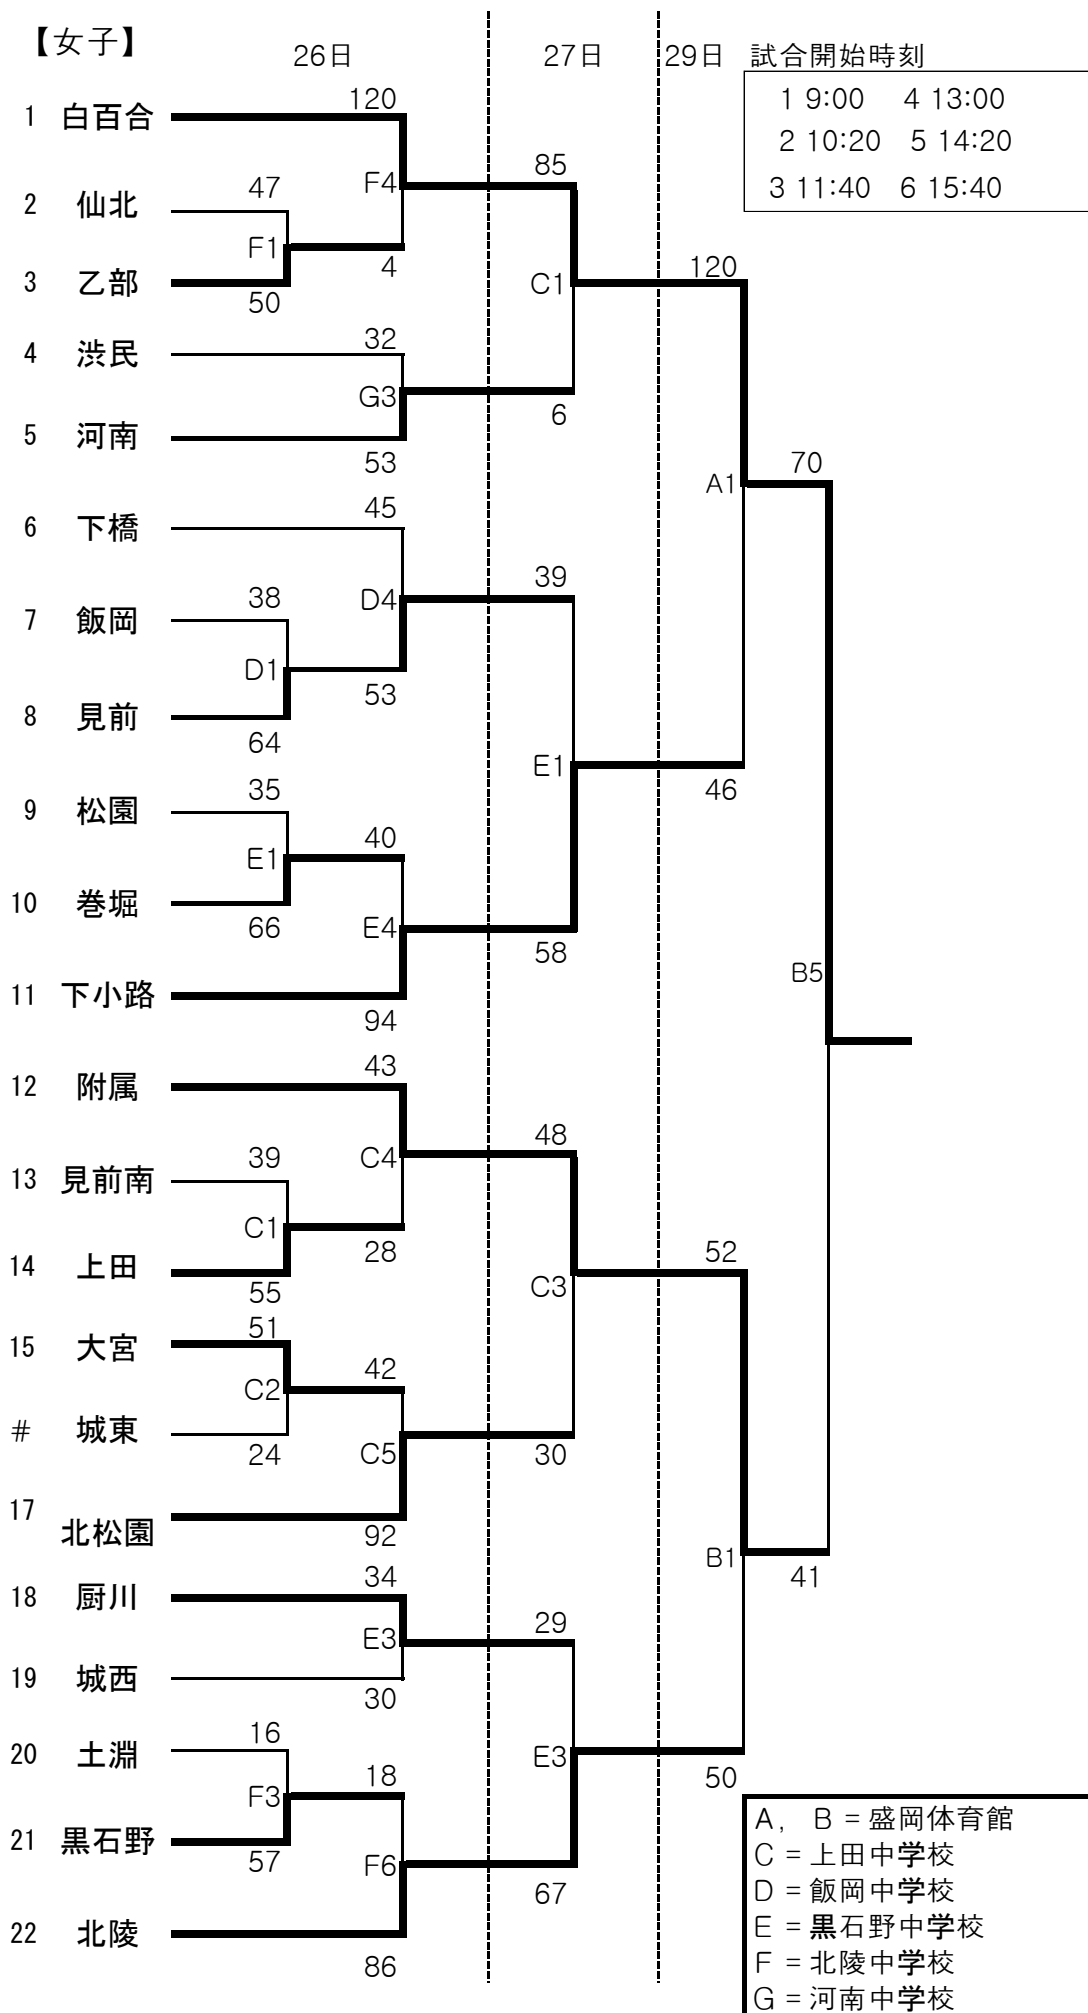 【女子】
26日
27日
29日
試合開始時刻
1 9:00 4 13:00
2 10:20 5 14:20
3 11:40 6 15:40
120
1 白百合
85
F4
47
2 仙北
F1
4
120
3 乙部
C1
50
32
4 渋民
G3
6
5 河南
53
70
A1
45
6 下橋
39
38
D4
7 飯岡
D1
53
8 見前
64
E1
46
35
9 松園
40
E1
10 巻堀
66
E4
58
B5
11 下小路
94
43
12 附属
48
39
C4
13 見前南
C1
28
52
14 上田
55
C3
51
15 大宮
42
C2
# 城東
24
C5
30
17 北松園
92
B1
41
34
18 厨川
29
E3
19 城西
30
16
20 土淵
E3
18
50
F3
21 黒石野
57
F6
67
22 北陵
86
A, B = 盛岡体育館
C = 上田中学校
D = 飯岡中学校
E = 黒石野中学校
F = 北陵中学校
G = 河南中学校